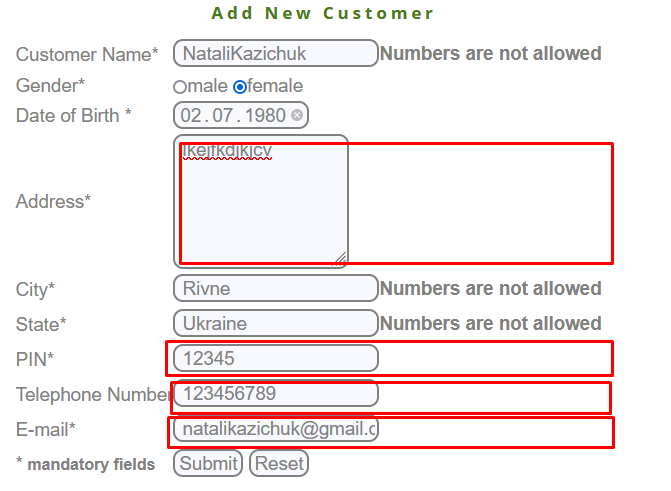 Add New Customer
Customer Name* NataliKazichuk Numbers are not allowed
Gender* male female
Date of Birth * 02.07.1980
lkejfkdjkjcv
Address*
City* Rivne Numbers are not allowed
State* Ukraine Numbers are not allowed
PIN* 12345
Telephone Number 123456789
E-mail* natalikazichuk@gmail.c
* mandatory fields Submit Reset